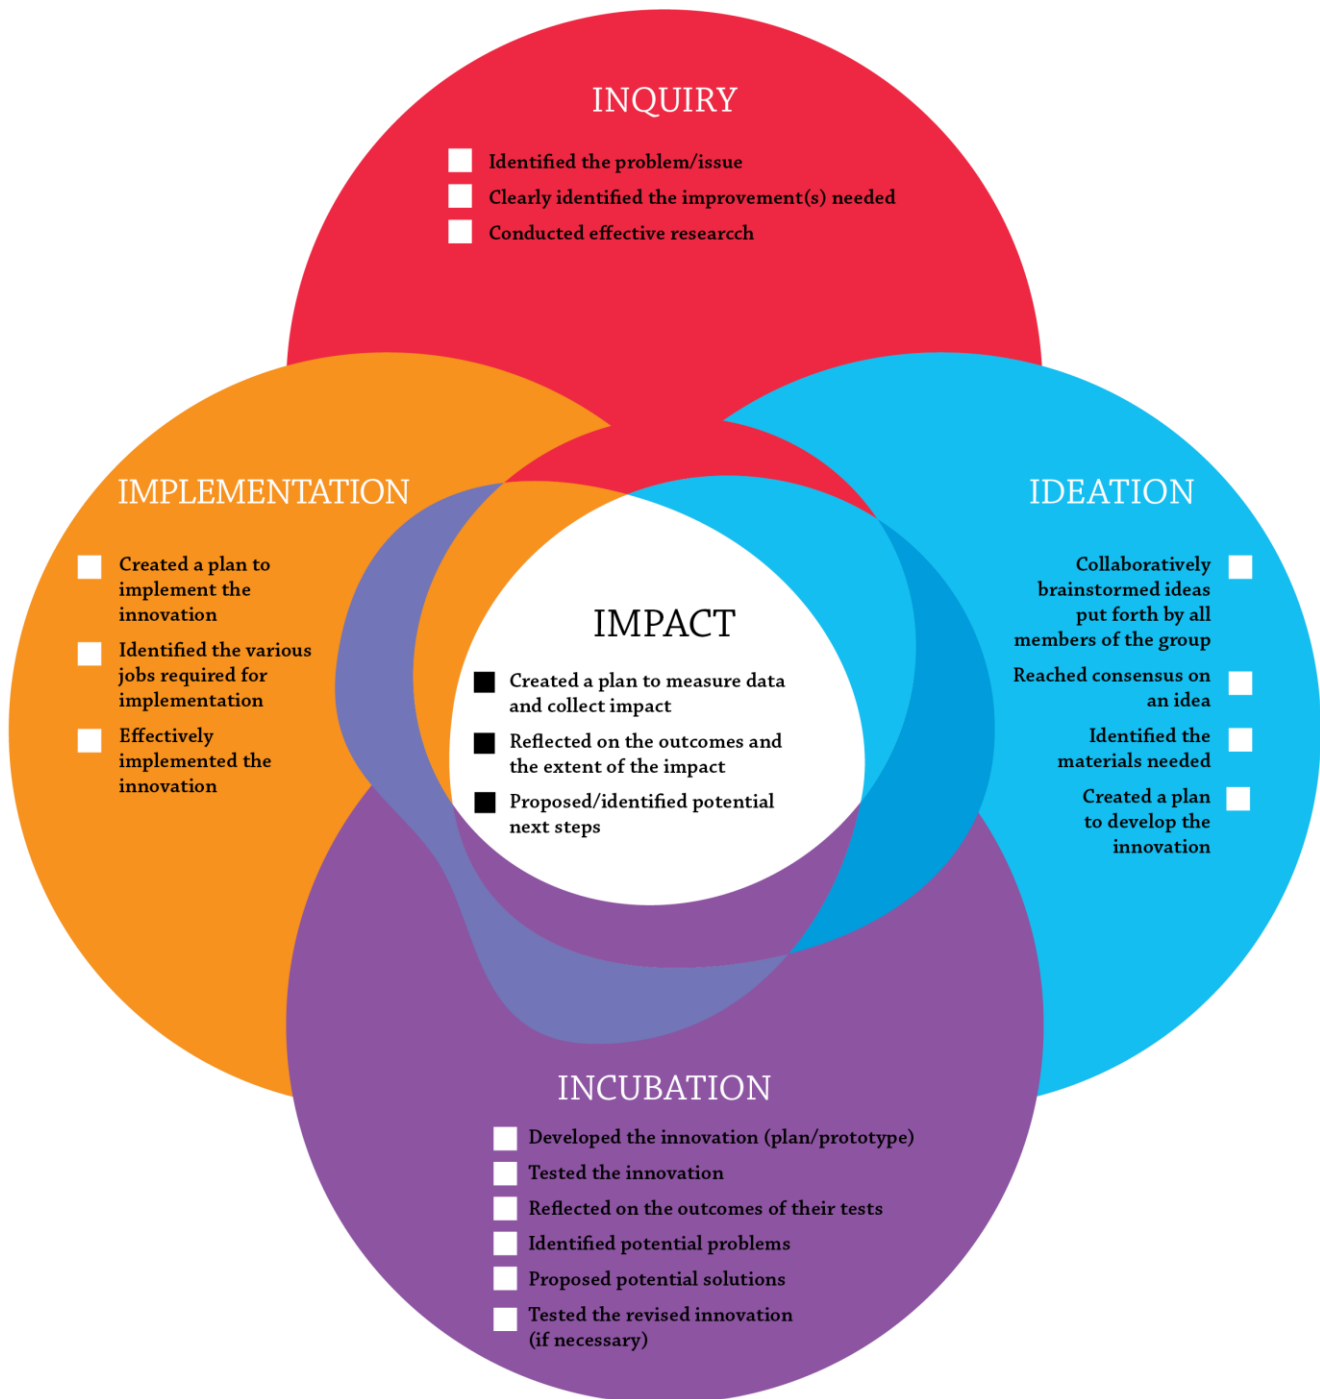 INQUIRY
Identified the problem/issue
Clearly identified the improvement(s) needed
Conducted effective researcch
IMPLEMENTATION
Created a plan to
implement the
innovation
Identified the various
jobs required for
implementation
Effectively
implemented the
innovation
IMPACT
Created a plan to measure data
and collect impact
Reflected on the outcomes and
the extent of the impact
Proposed/identified potential
next steps
IDEATION
Collaboratively
brainstormed ideas
put forth by all
members of the group
Reached consensus on
an idea
Identified the
materials needed
Created a plan
to develop the
innovation
INCUBATION
Developed the innovation (plan/prototype)
Tested the innovation
Reflected on the outcomes of their tests
Identified potential problems
Proposed potential solutions
Tested the revised innovation
(if necessary)